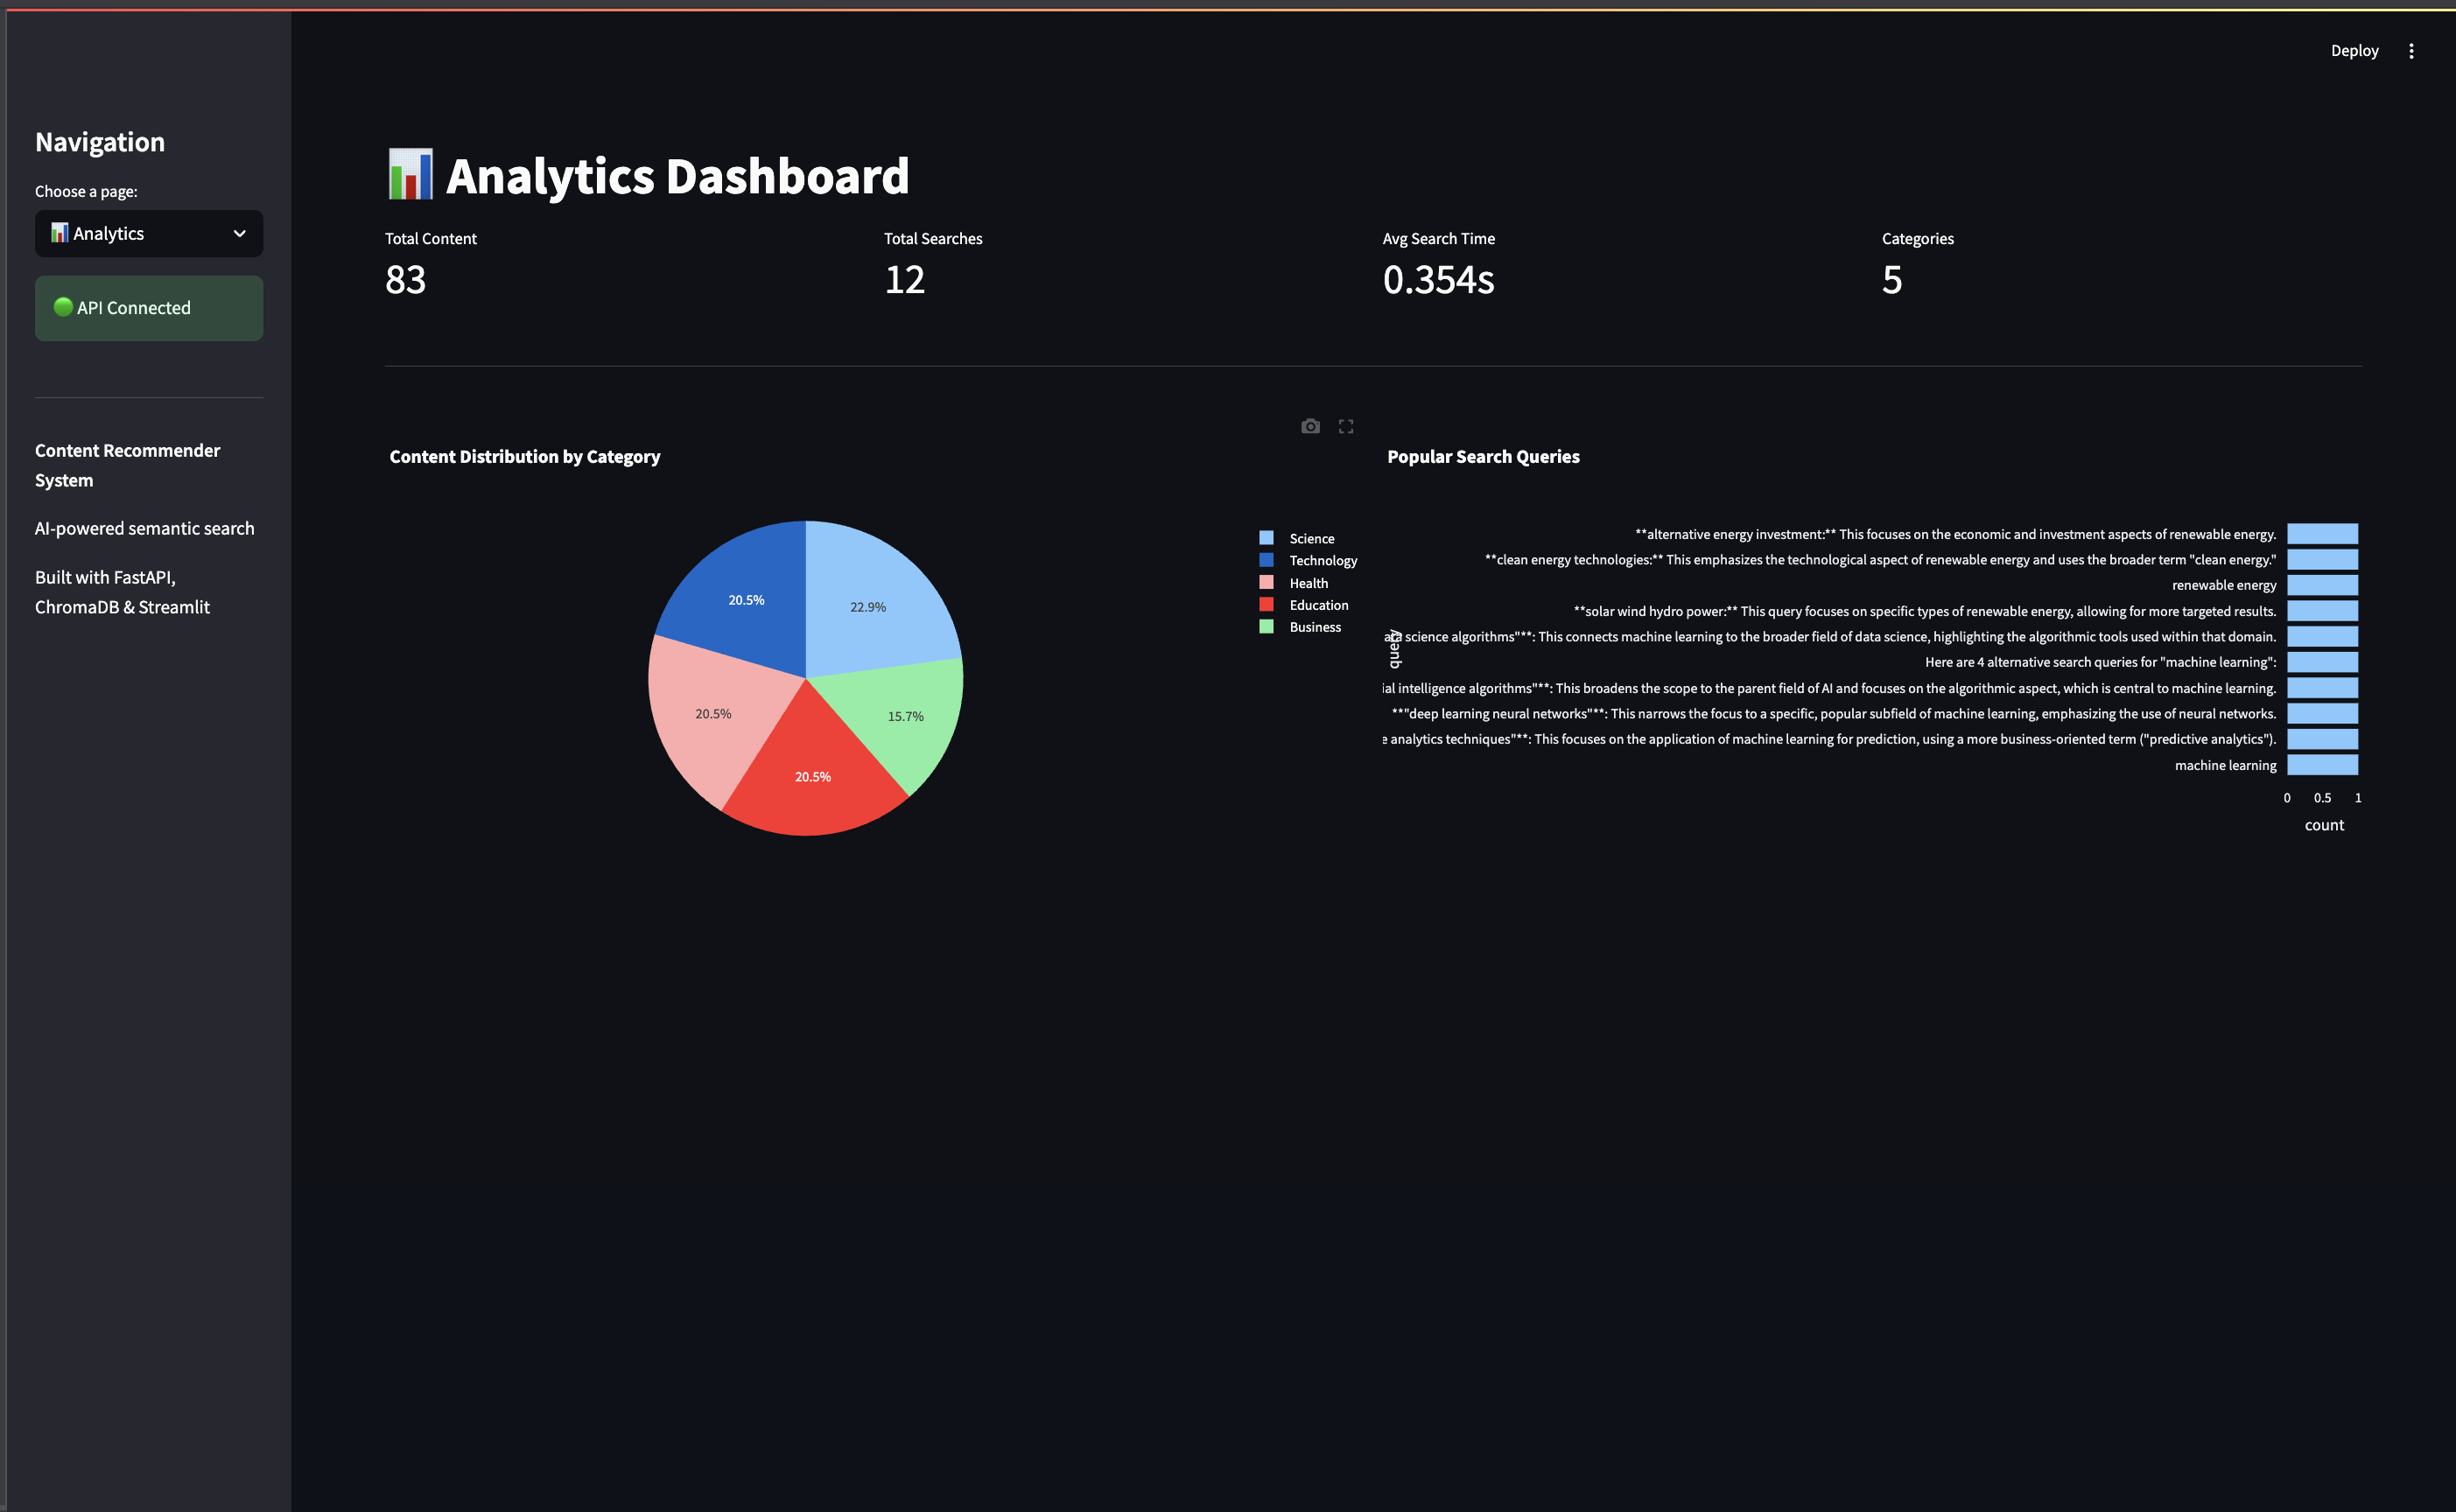 Deploy
Navigation
Choose a page:
Analytics
API Connected
Content Recommender
System
AI-powered semantic search
Built with FastAPI,
ChromaDB & Streamlit
Analytics Dashboard
Total Content
83
Total Searches
12
Avg Search Time
0.354s
Categories
5
Content Distribution by Category
22.9%
15.7%
20.5%
20.5%
20.5%
Science
Technology
Health
Education
Business
Popular Search Queries
query
**alternative energy investment:** This focuses on the economic and investment aspects of renewable energy.
**clean energy technologies:** This emphasizes the technological aspect of renewable energy and uses the broader term "clean energy."
renewable energy
**solar wind hydro power:** This query focuses on specific types of renewable energy, allowing for more targeted results.
science algorithms"**: This connects machine learning to the broader field of data science, highlighting the algorithmic tools used within that domain.
Here are 4 alternative search queries for "machine learning":
ial intelligence algorithms"**: This broadens the scope to the parent field of AI and focuses on the algorithmic aspect, which is central to machine learning.
**"deep learning neural networks"**: This narrows the focus to a specific, popular subfield of machine learning, emphasizing the use of neural networks.
e analytics techniques"**: This focuses on the application of machine learning for prediction, using a more business-oriented term ("predictive analytics").
machine learning
0 0.5 1
count